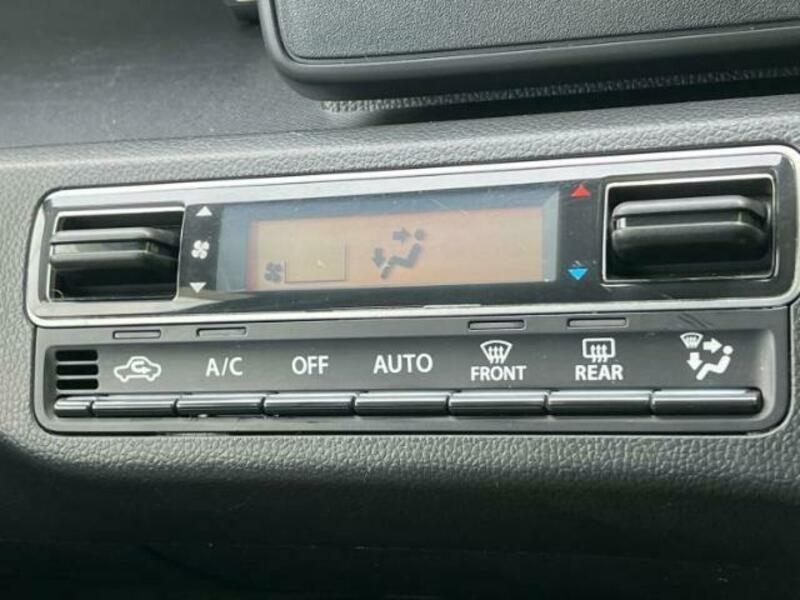 A/C OFF AUTO FRONT REAR